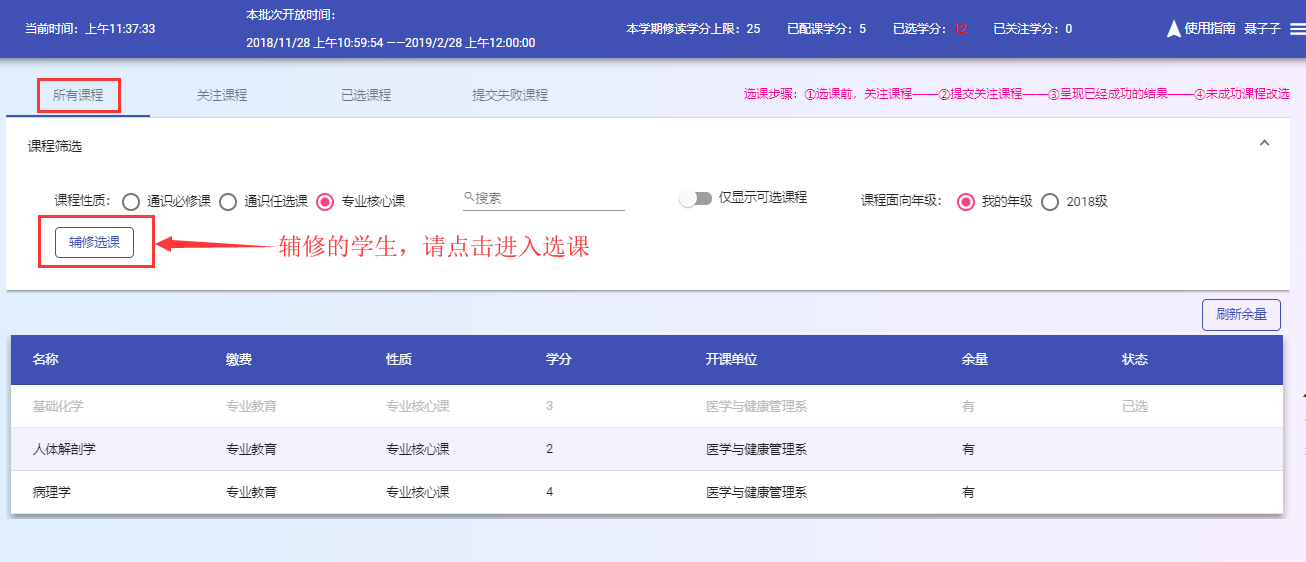 本批次开放时间：
当前时间：上午11:37:33
2018/11/28 上午10:59:54 ——2019/2/28 上午12:00:00
本学期修读学分上限：25 已配课学分：5 已选学分：12 已关注学分：0
使用指南 聂子子
所有课程 关注课程 已选课程 提交失败课程
选课步骤：①选课前，关注课程——②提交关注课程——③呈现已经成功的结果——④未成功课程改选
课程筛选
课程性质： 通识必修课 通识任选课 专业核心课 搜索 仅显示可选课程 课程面向年级： 我的年级 2018级
辅修选课 辅修的学生，请点击进入选课
刷新余量
名称 缴费 性质 学分 开课单位 余量 状态
基础化学 专业教育 专业核心课 3 医学与健康管理系 有 已选
人体解剖学 专业教育 专业核心课 2 医学与健康管理系 有
病理学 专业教育 专业核心课 4 医学与健康管理系 有